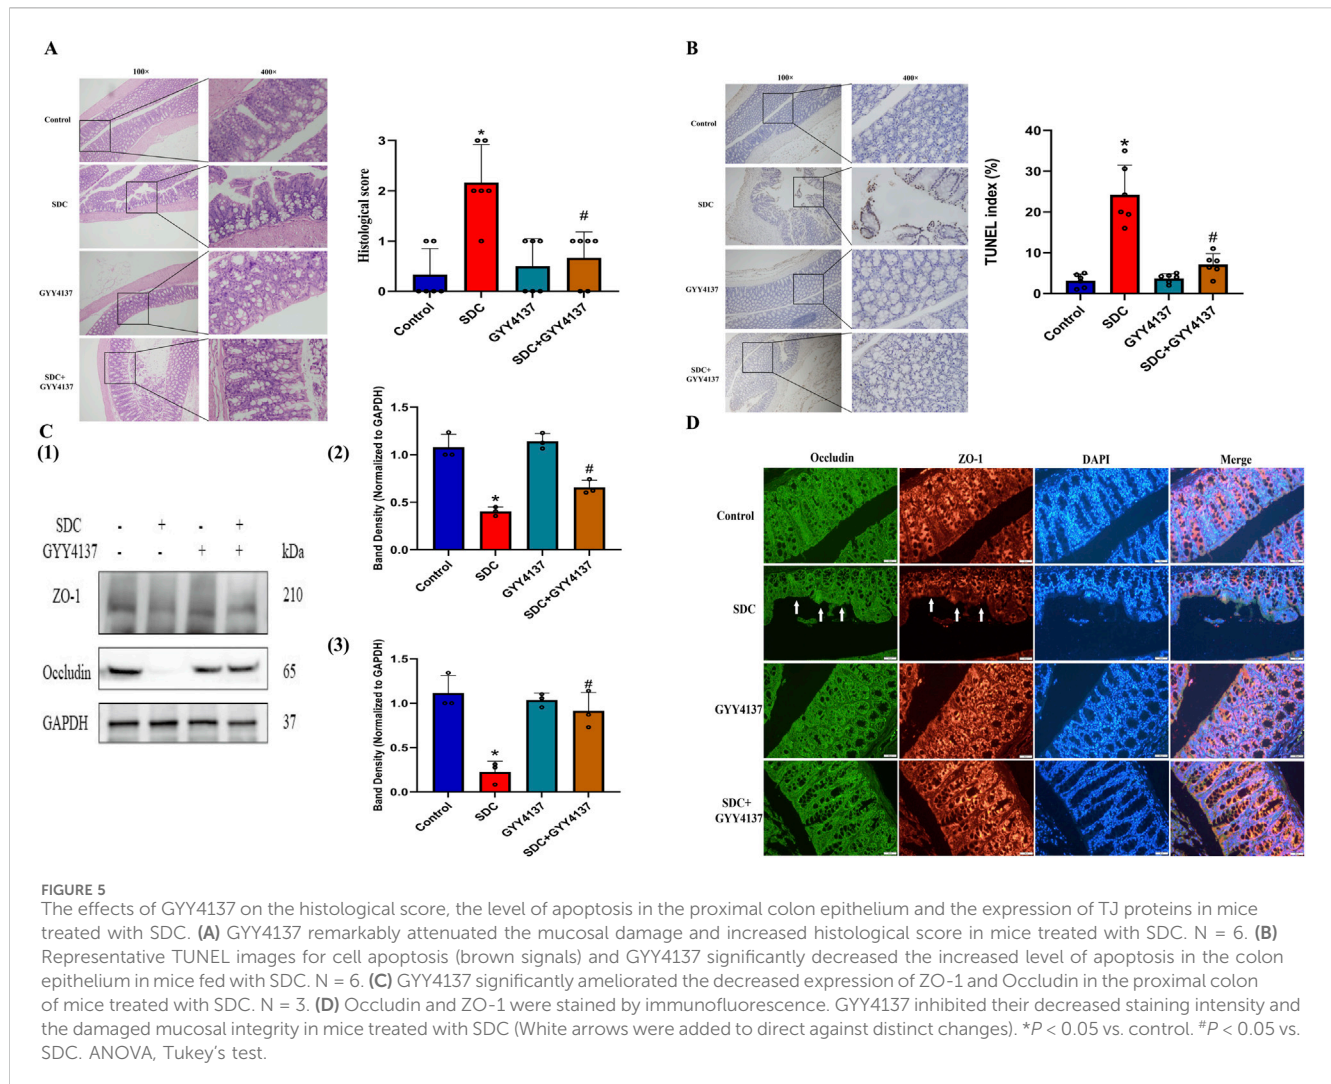 A
100×
400×
Control
SDC
GYY4137
SDC+
GYY4137
Histological score
3
2
1
0
*
#
Control
SDC
GYY4137
SDC+GYY4137
B
100×
400×
Control
SDC
GYY4137
SDC+
GYY4137
TUNEL index (%)
40
30
20
10
0
*
#
Control
SDC
GYY4137
SDC+GYY4137
C
(1)
SDC - + - +
GYY4137 - - + + kDa
ZO-1 210
Occludin 65
GAPDH 37
(2)
Band Density (Normalized to GAPDH)
1.5
1.0
0.5
0.0
*
#
Control
SDC
GYY4137
SDC+GYY4137
(3)
Band Density (Normalized to GAPDH)
1.5
1.0
0.5
0.0
*
#
Control
SDC
GYY4137
SDC+GYY4137
D
Occludin ZO-1 DAPI Merge
Control
SDC
GYY4137
SDC+
GYY4137
FIGURE 5
The effects of GYY4137 on the histological score, the level of apoptosis in the proximal colon epithelium and the expression of TJ proteins in mice
treated with SDC. (A) GYY4137 remarkably attenuated the mucosal damage and increased histological score in mice treated with SDC. N = 6. (B)
Representative TUNEL images for cell apoptosis (brown signals) and GYY4137 significantly decreased the increased level of apoptosis in the colon
epithelium in mice fed with SDC. N = 6. (C) GYY4137 significantly ameliorated the decreased expression of ZO-1 and Occludin in the proximal colon
of mice treated with SDC. N = 3. (D) Occludin and ZO-1 were stained by immunofluorescence. GYY4137 inhibited their decreased staining intensity and
the damaged mucosal integrity in mice treated with SDC (White arrows were added to direct against distinct changes). *P < 0.05 vs. control. #P < 0.05 vs.
SDC. ANOVA, Tukey's test.